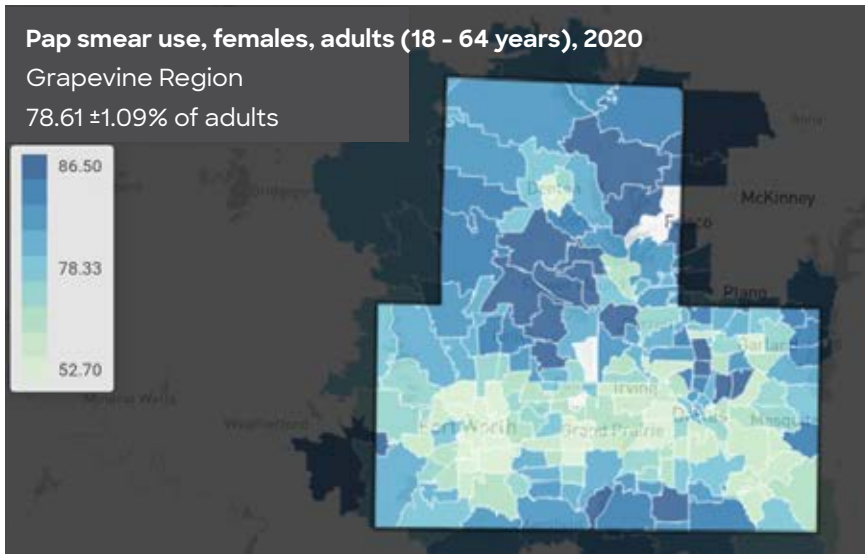 Pap smear use, females, adults (18 - 64 years), 2020
Grapevine Region
78.61 ±1.09% of adults
86.50
78.33
52.70
Anna
Denton
McKinney
Frisco
Plano
Garland
Irving
Mineral Wells
Weatherford
Fort Worth
Grand Prairie
Dallas
Mesquite